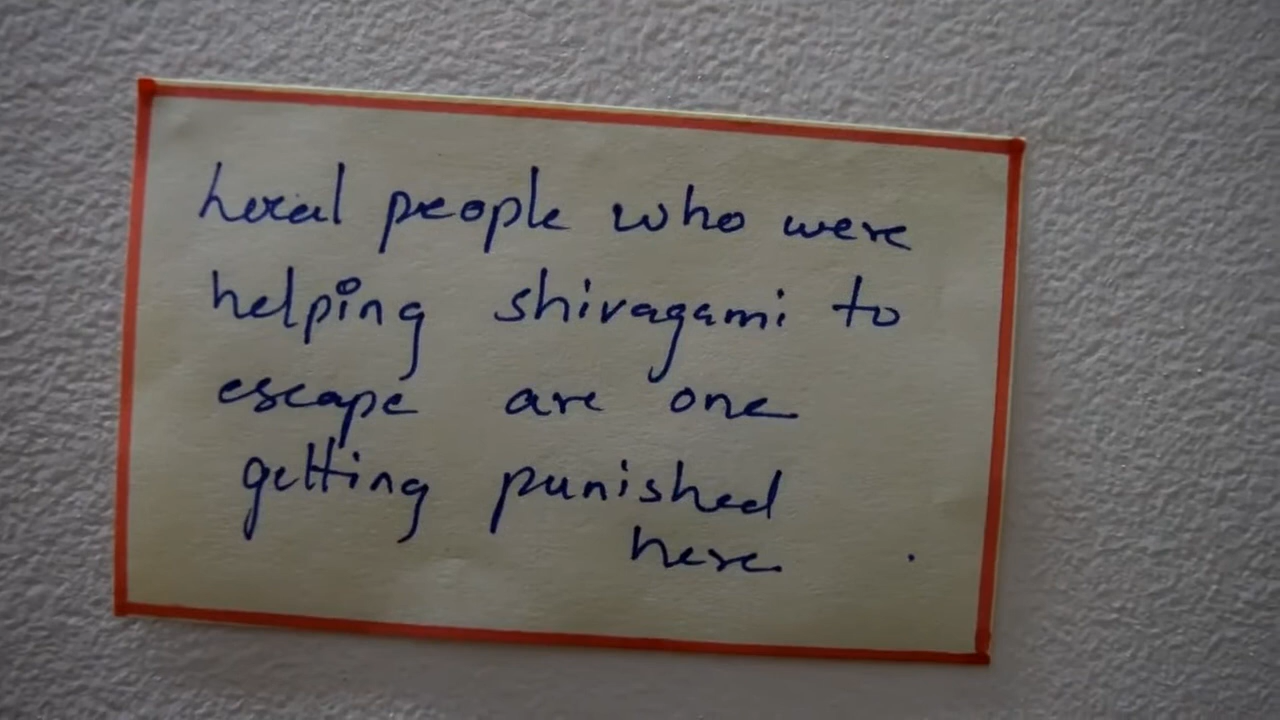 Local people who were
helping shivagami to
escape are one
getting punished
here.